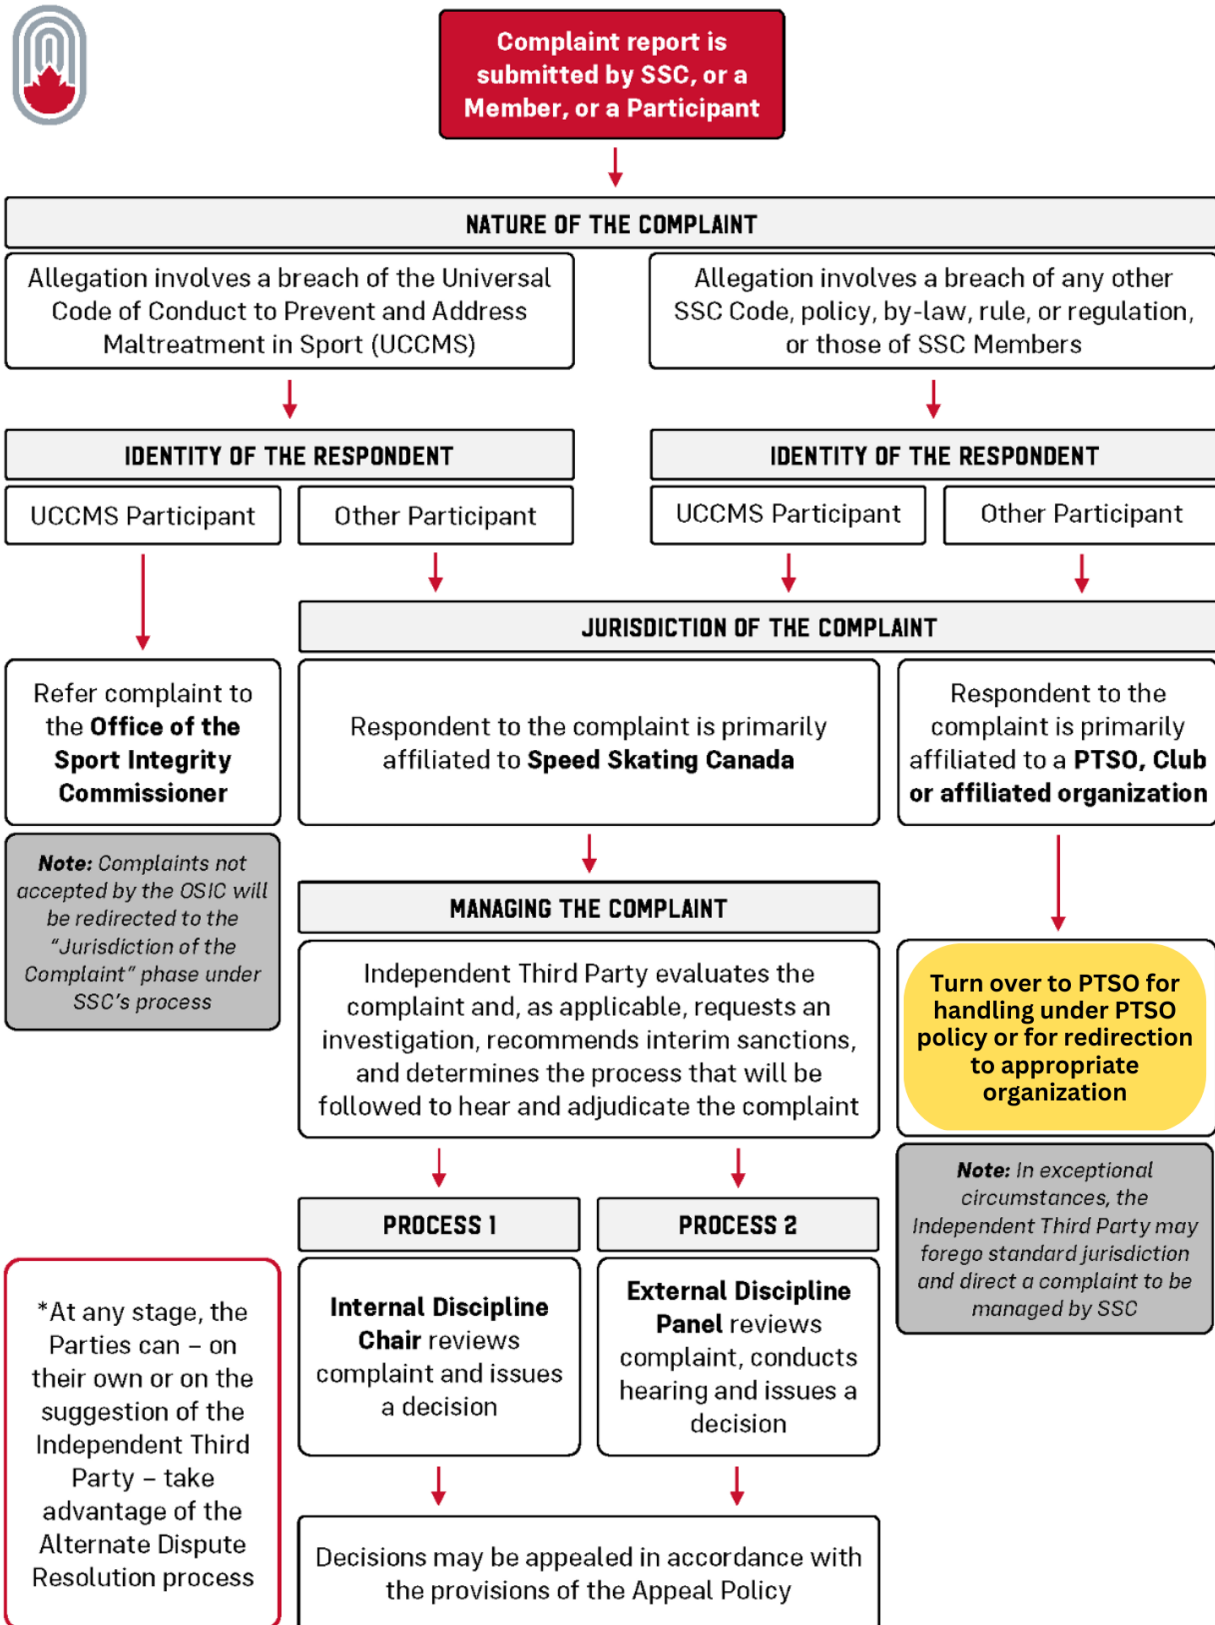 Complaint report is
submitted by SSC, or a
Member, or a Participant
NATURE OF THE COMPLAINT
Allegation involves a breach of the Universal
Code of Conduct to Prevent and Address
Maltreatment in Sport (UCCMS)
Allegation involves a breach of any other
SSC Code, policy, by-law, rule, or regulation,
or those of SSC Members
IDENTITY OF THE RESPONDENT
IDENTITY OF THE RESPONDENT
UCCMS Participant
Other Participant
UCCMS Participant
Other Participant
JURISDICTION OF THE COMPLAINT
Refer complaint to
the Office of the
Sport Integrity
Commissioner
Respondent to the complaint is primarily
affiliated to Speed Skating Canada
Respondent to the
complaint is primarily
affiliated to a PTSO, Club
or affiliated organization
Note: Complaints not
accepted by the OSIC will
be redirected to the
“Jurisdiction of the
Complaint” phase under
SSC’s process
MANAGING THE COMPLAINT
Independent Third Party evaluates the
complaint and, as applicable, requests an
investigation, recommends interim sanctions,
and determines the process that will be
followed to hear and adjudicate the complaint
Turn over to PTSO for
handling under PTSO
policy or for redirection
to appropriate
organization
Note: In exceptional
circumstances, the
Independent Third Party may
forego standard jurisdiction
and direct a complaint to be
managed by SSC
PROCESS 1
PROCESS 2
Internal Discipline
Chair reviews
complaint and issues
a decision
External Discipline
Panel reviews
complaint, conducts
hearing and issues a
decision
*At any stage, the
Parties can – on
their own or on the
suggestion of the
Independent Third
Party – take
advantage of the
Alternate Dispute
Resolution process
Decisions may be appealed in accordance with
the provisions of the Appeal Policy